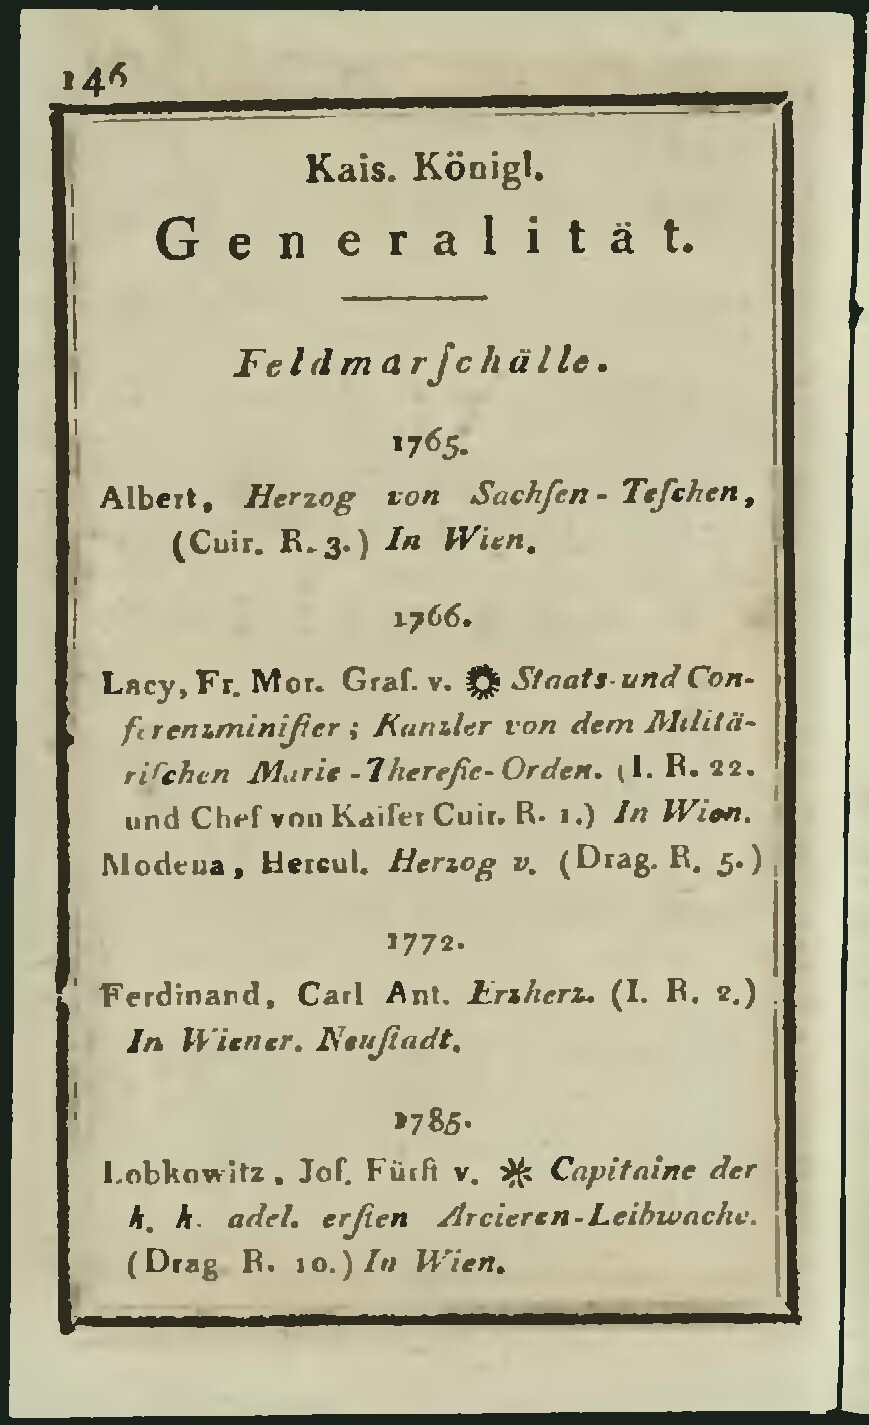 146
Kais. Königl.
Generalität.
Feldmarſchälle.
1765.
Albert, Herzog von Sachſen-Teſchen,
(Cuir. R. 3.) In Wien.
1766.
Lacy, Fr. Mor. Graf. v. ✺ Staats- und Con-
ferenzminiſter; Kanzler von dem Militä-
riſchen Marie-Thereſie-Orden. (I. R. 22.
und Chef von Kaiſer Cuir. R. 1.) In Wien.
Modena, Hercul. Herzog v. (Drag. R. 5.)
1772.
Ferdinand, Carl Ant. Erzherz. (I. R. 2.)
In Wiener. Neuſtadt.
1785.
Lobkowitz, Joſ. Fürſt v. ✻ Capitaine der
k. k. adel. erſten Arcieren-Leibwache.
(Drag R. 10.) In Wien.